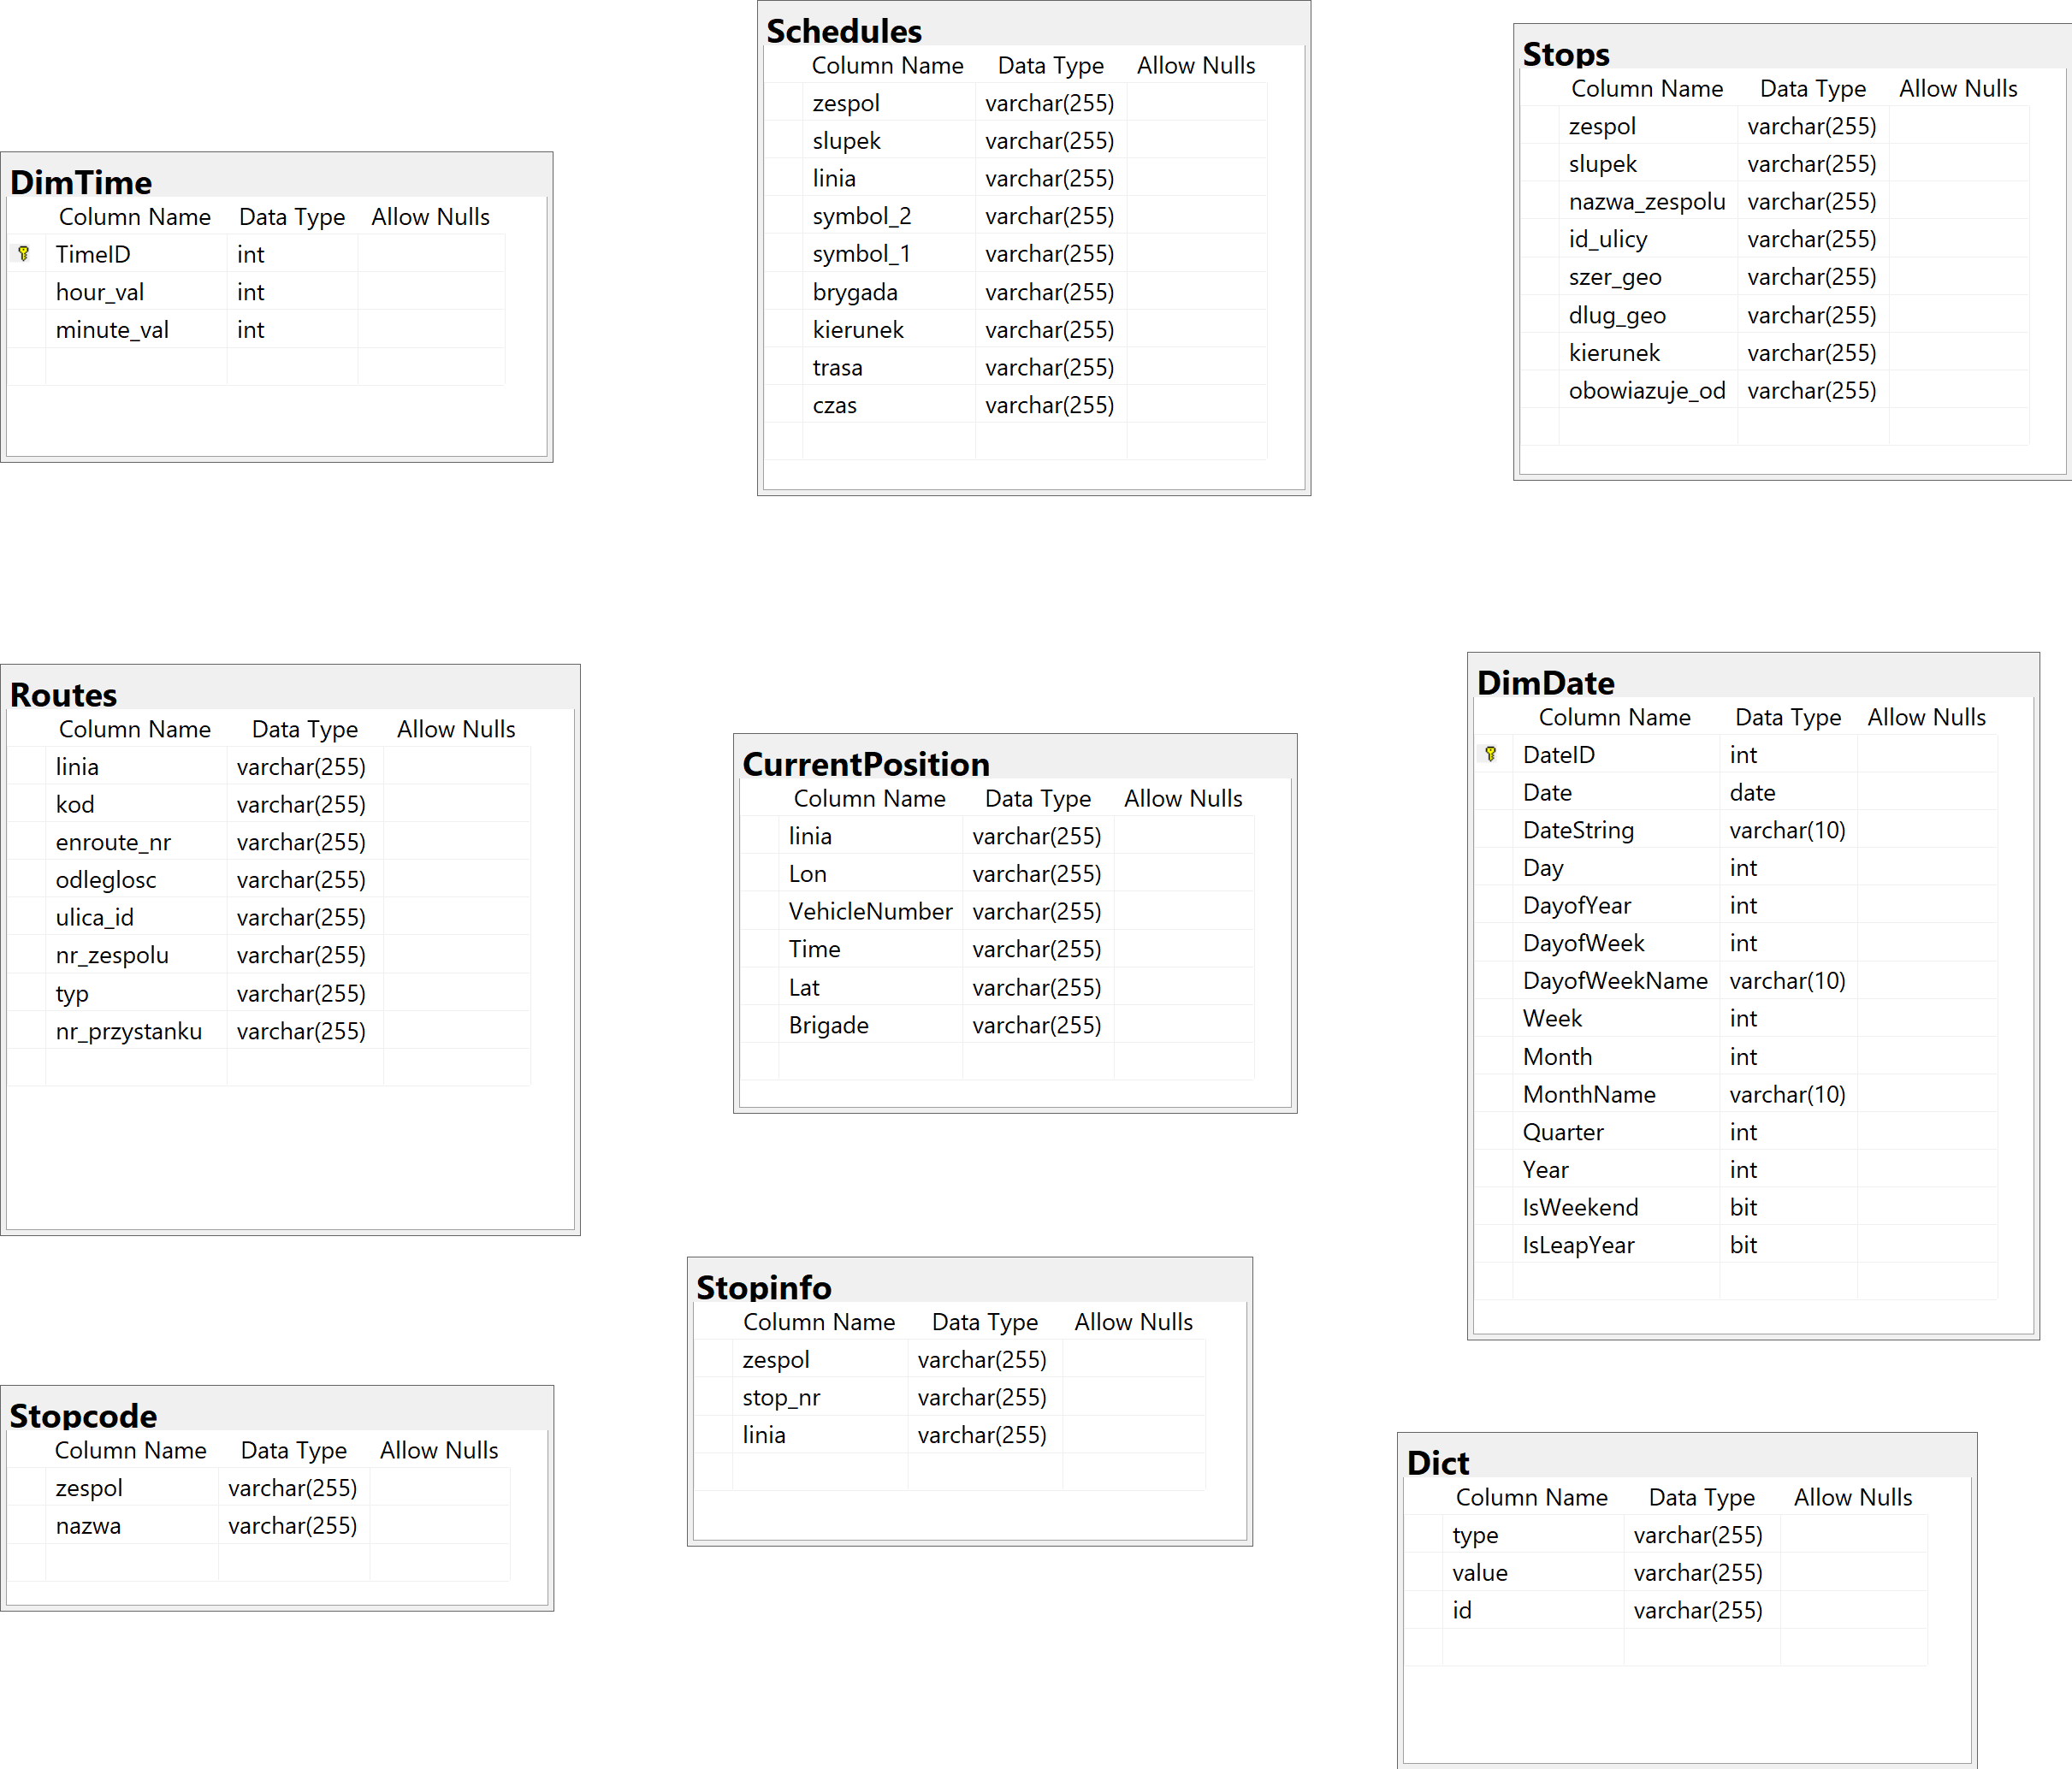 Schedules
Column Name Data Type Allow Nulls
zespol varchar(255)
slupek varchar(255)
linia varchar(255)
symbol_2 varchar(255)
symbol_1 varchar(255)
brygada varchar(255)
kierunek varchar(255)
trasa varchar(255)
czas varchar(255)
Stops
Column Name Data Type Allow Nulls
zespol varchar(255)
slupek varchar(255)
nazwa_zespolu varchar(255)
id_ulicy varchar(255)
szer_geo varchar(255)
dlug_geo varchar(255)
kierunek varchar(255)
obowiazuje_od varchar(255)
DimTime
Column Name Data Type Allow Nulls
TimeID int
hour_val int
minute_val int
Routes
Column Name Data Type Allow Nulls
linia varchar(255)
kod varchar(255)
enroute_nr varchar(255)
odleglosc varchar(255)
ulica_id varchar(255)
nr_zespolu varchar(255)
typ varchar(255)
nr_przystanku varchar(255)
CurrentPosition
Column Name Data Type Allow Nulls
linia varchar(255)
Lon varchar(255)
VehicleNumber varchar(255)
Time varchar(255)
Lat varchar(255)
Brigade varchar(255)
DimDate
Column Name Data Type Allow Nulls
DateID int
Date date
DateString varchar(10)
Day int
DayofYear int
DayofWeek int
DayofWeekName varchar(10)
Week int
Month int
MonthName varchar(10)
Quarter int
Year int
IsWeekend bit
IsLeapYear bit
Stopinfo
Column Name Data Type Allow Nulls
zespol varchar(255)
stop_nr varchar(255)
linia varchar(255)
Stopcode
Column Name Data Type Allow Nulls
zespol varchar(255)
nazwa varchar(255)
Dict
Column Name Data Type Allow Nulls
type varchar(255)
value varchar(255)
id varchar(255)